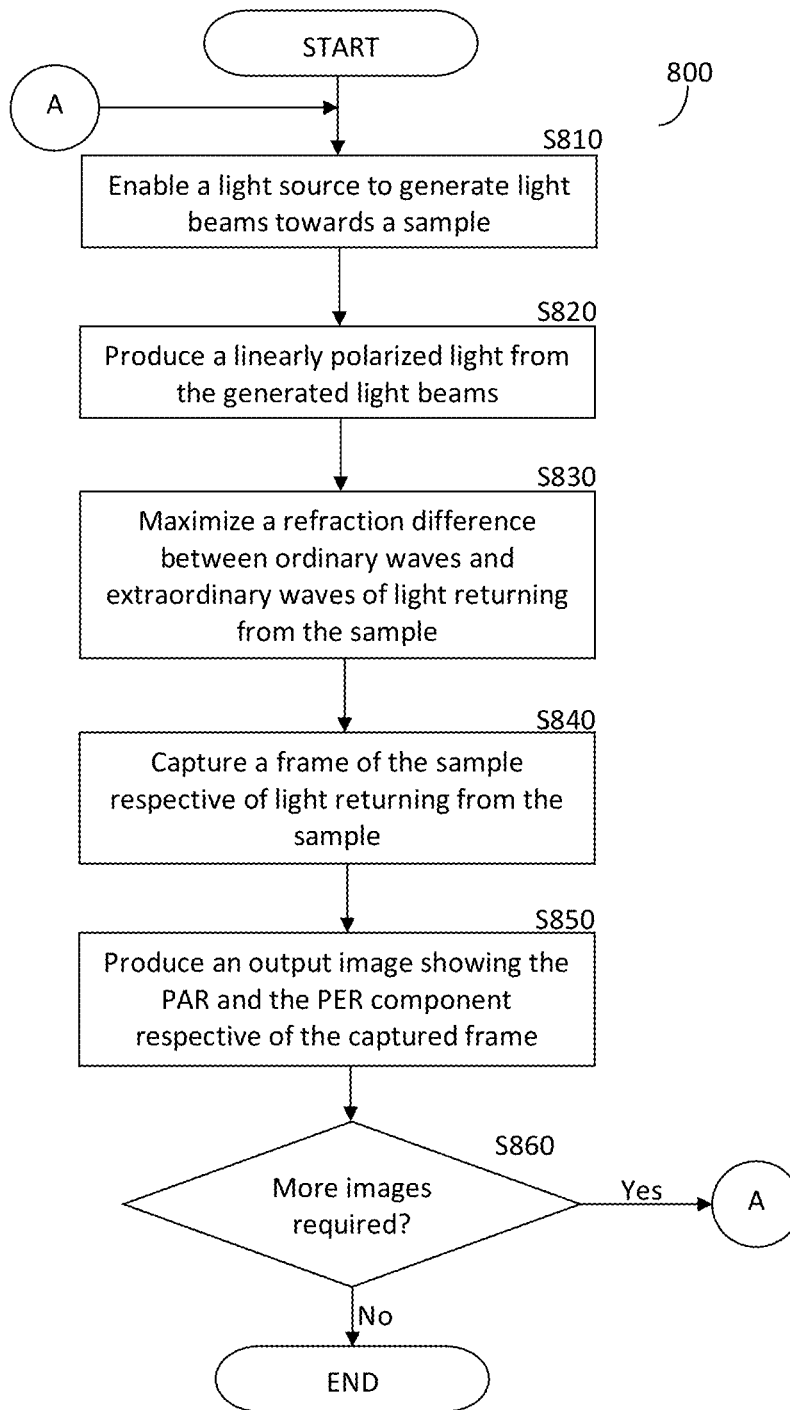 START
A
800
S810
Enable a light source to generate light
beams towards a sample
S820
Produce a linearly polarized light from
the generated light beams
S830
Maximize a refraction difference
between ordinary waves and
extraordinary waves of light returning
from the sample
S840
Capture a frame of the sample
respective of light returning from the
sample
S850
Produce an output image showing the
PAR and the PER component
respective of the captured frame
S860
More images
required?
Yes
A
No
END